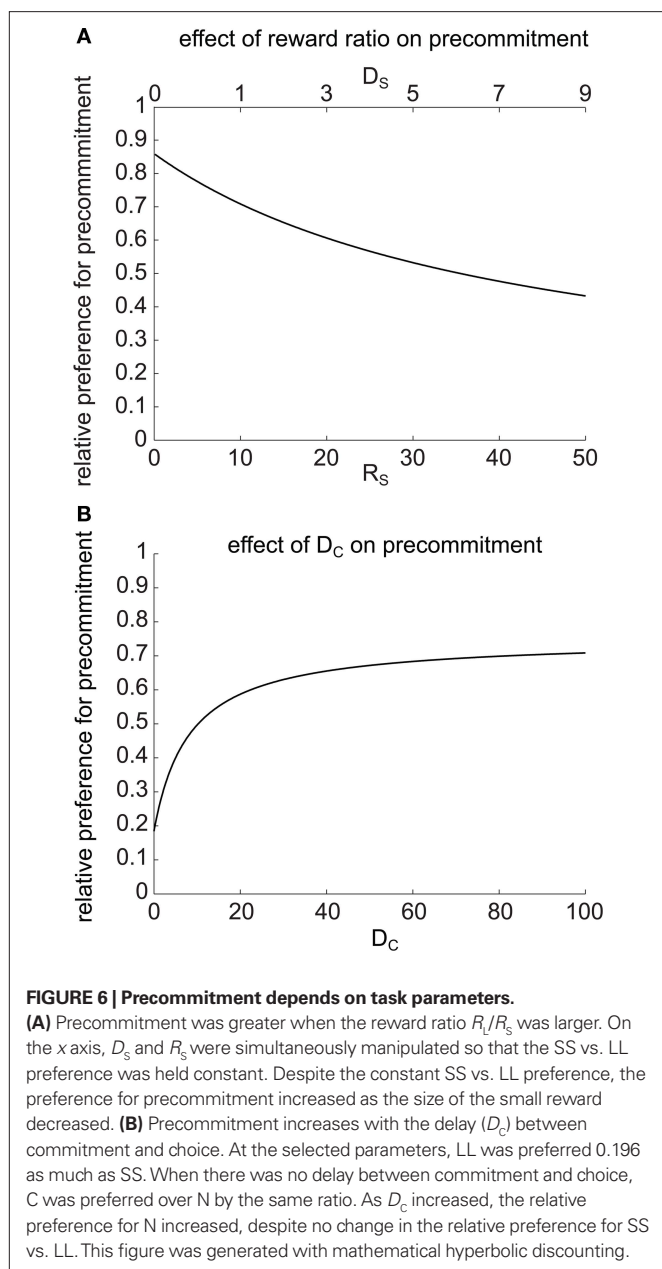 A
effect of reward ratio on precommitment
D_S
0 1 3 5 7 9
relative preference for precommmitment
1
0.9
0.8
0.7
0.6
0.5
0.4
0.3
0.2
0.1
0
0 10 20 30 40 50
R_S
B
effect of D_C on precommitment
relative preference for precommitment
1
0.9
0.8
0.7
0.6
0.5
0.4
0.3
0.2
0.1
0
0 20 40 60 80 100
D_C
FIGURE 6 | Precommitment depends on task parameters.
(A) Precommitment was greater when the reward ratio R_L/R_S was larger. On
the x axis, D_S and R_S were simultaneously manipulated so that the SS vs. LL
preference was held constant. Despite the constant SS vs. LL preference, the
preference for precommitment increased as the size of the small reward
decreased. (B) Precommitment increases with the delay (D_C) between
commitment and choice. At the selected parameters, LL was preferred 0.196
as much as SS. When there was no delay between commitment and choice,
C was preferred over N by the same ratio. As D_C increased, the relative
preference for N increased, despite no change in the relative preference for SS
vs. LL. This figure was generated with mathematical hyperbolic discounting.